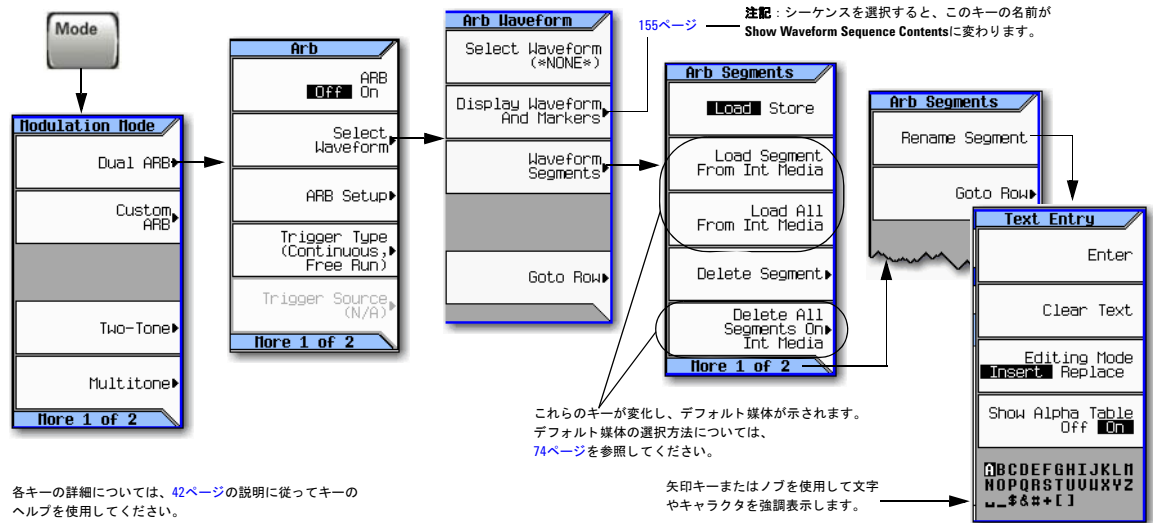 Mode
Modulation Mode
Dual ARB
Custom
ARB
Two-Tone
Multitone
More 1 of 2
Arb
ARB
Off On
Select
Waveform
ARB Setup
Trigger Type
(Continuous,
Free Run)
Trigger Source
(N/A)
More 1 of 2
Arb Waveform
Select Waveform
(*NONE*)
Display Waveform
And Markers
Waveform
Segments
Goto Row
155ページ
注記：シーケンスを選択すると、このキーの名前が
Show Waveform Sequence Contentsに変わります。
Arb Segments
Load Store
Load Segment
From Int Media
Load All
From Int Media
Delete Segment
Delete All
Segments On
Int Media
More 1 of 2
Arb Segments
Rename Segment
Goto Row
Text Entry
Enter
Clear Text
Editing Mode
Insert Replace
Show Alpha Table
Off On
ABCDEFGHIJKLM
NOPQRSTUVWXYZ
␣_$&#+[]
これらのキーが変化し、デフォルト媒体が示されます。
デフォルト媒体の選択方法については、
74ページを参照してください。
矢印キーまたはノブを使用して文字
やキャラクタを強調表示します。
各キーの詳細については、42ページの説明に従ってキーの
ヘルプを使用してください。